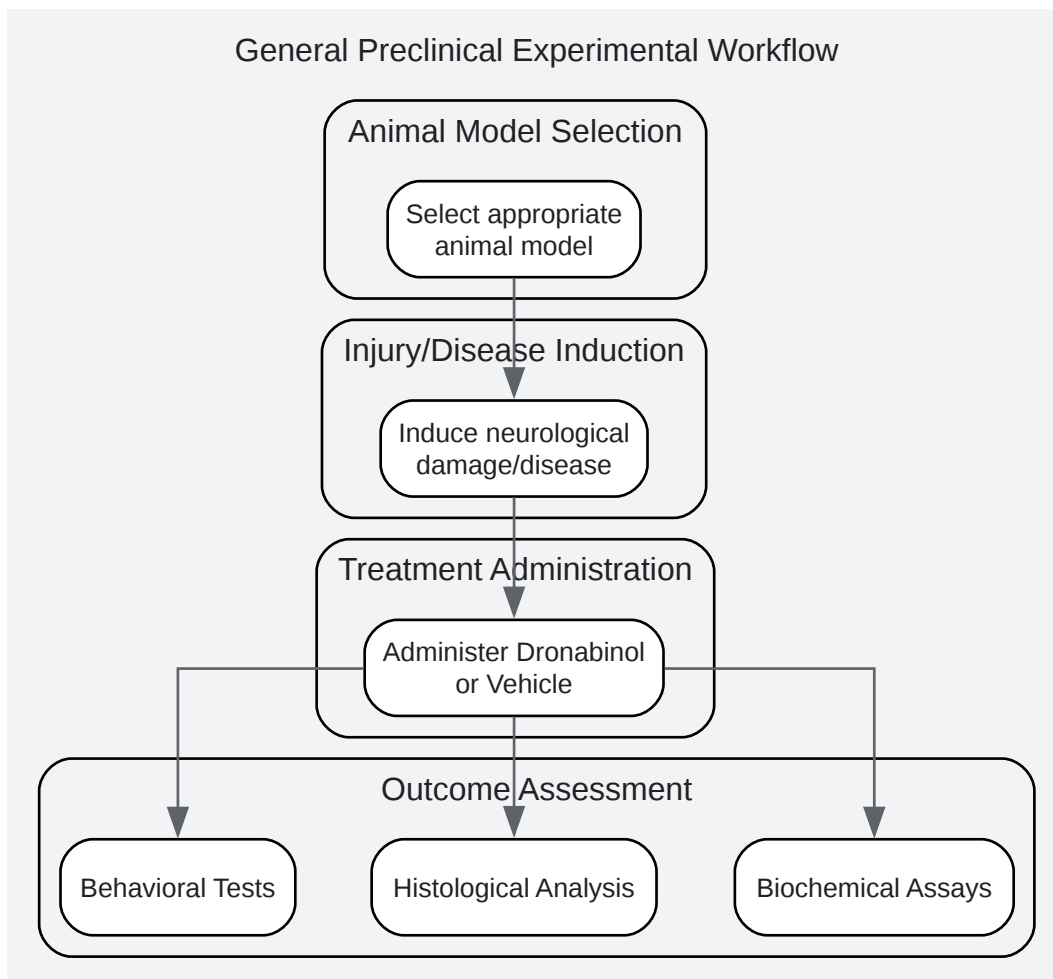 General Preclinical Experimental Workflow
Animal Model Selection
Select appropriate
animal model
Injury/Disease Induction
Induce neurological
damage/disease
Treatment Administration
Administer Dronabinol
or Vehicle
Outcome Assessment
Behavioral Tests
Histological Analysis
Biochemical Assays